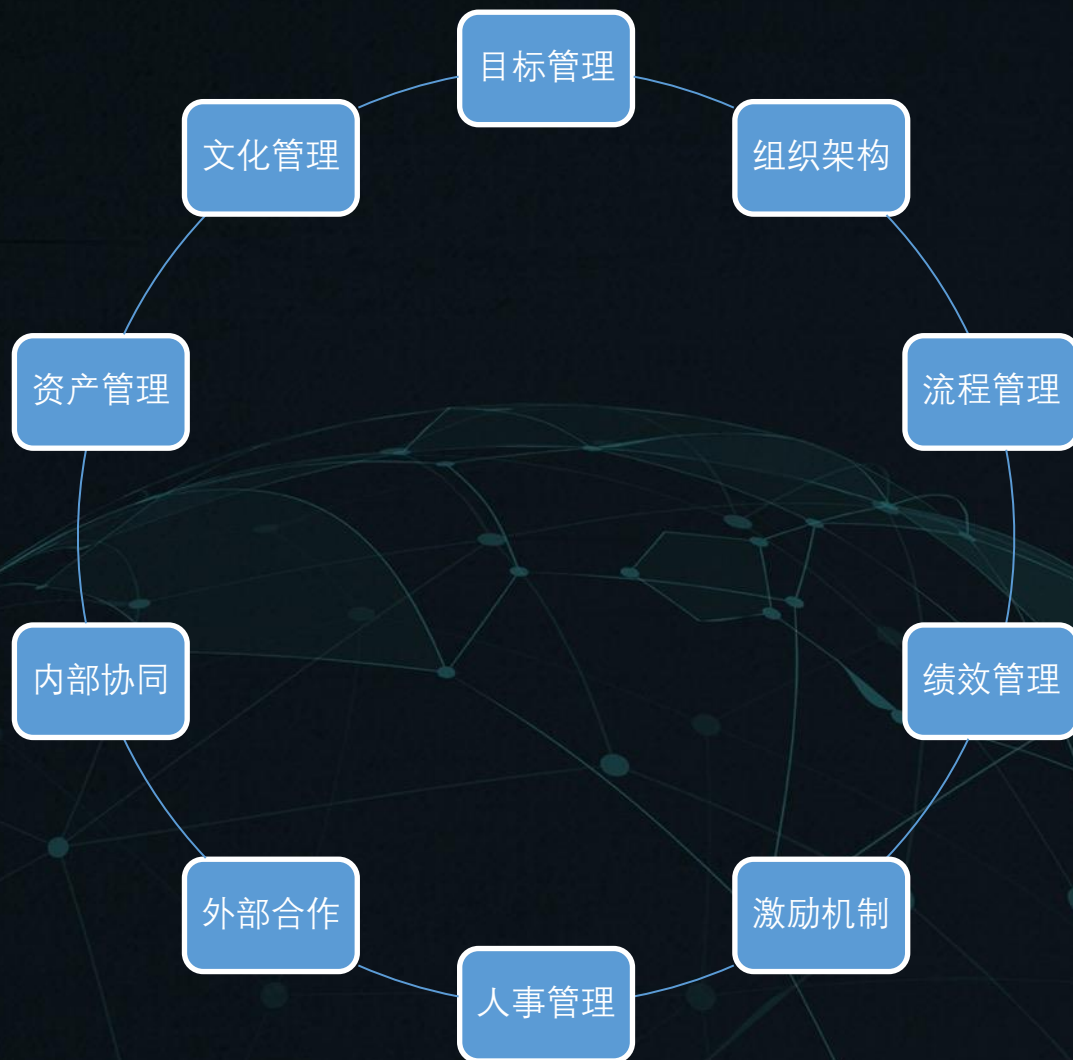 目标管理
组织架构
流程管理
绩效管理
激励机制
人事管理
外部合作
内部协同
资产管理
文化管理